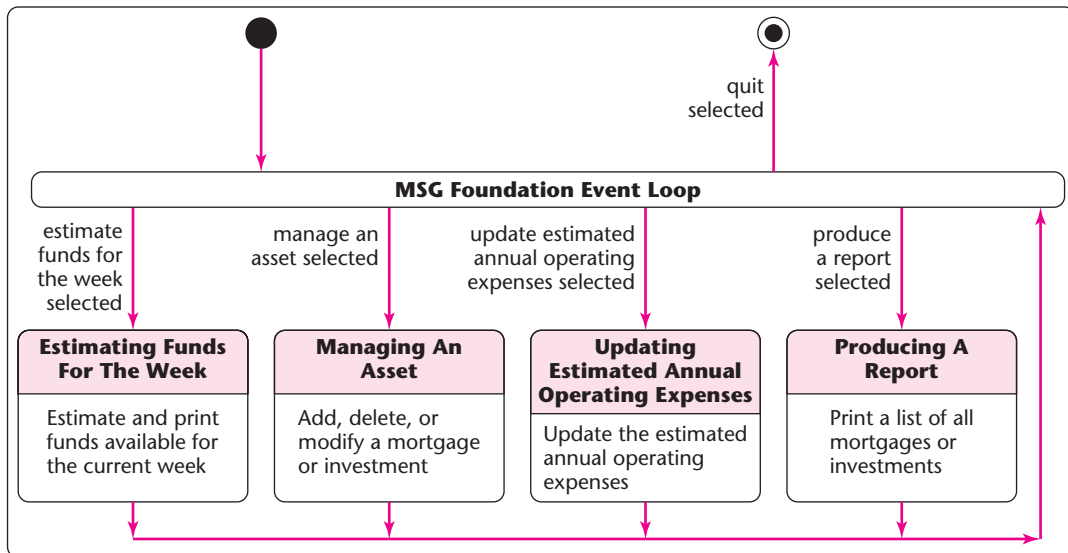 quit
selected
MSG Foundation Event Loop
estimate
funds for
the week
selected
manage an
asset selected
update estimated
annual operating
expenses selected
produce
a report
selected
Estimating Funds
For The Week
Estimate and print
funds available for
the current week
Managing An
Asset
Add, delete, or
modify a mortgage
or investment
Updating
Estimated Annual
Operating Expenses
Update the estimated
annual operating
expenses
Producing A
Report
Print a list of all
mortgages or
investments